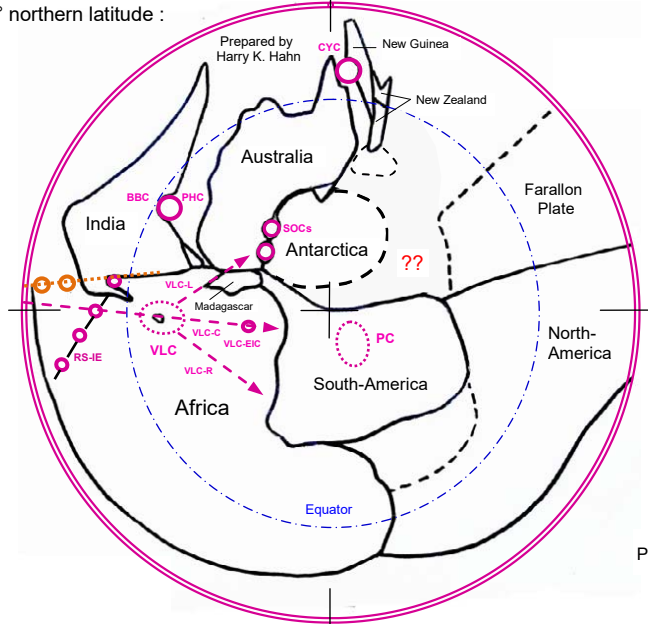 ° northern latitude :
Prepared by
Harry K. Hahn
CYC
New Guinea
New Zealand
Australia
Farallon
Plate
BBC
PHC
India
SOCs
Antarctica
??
VLC-L
Madagascar
VLC
VLC-C
VLC-EIC
PC
North-
America
RS-IE
VLC-R
South-America
Africa
Equator
P